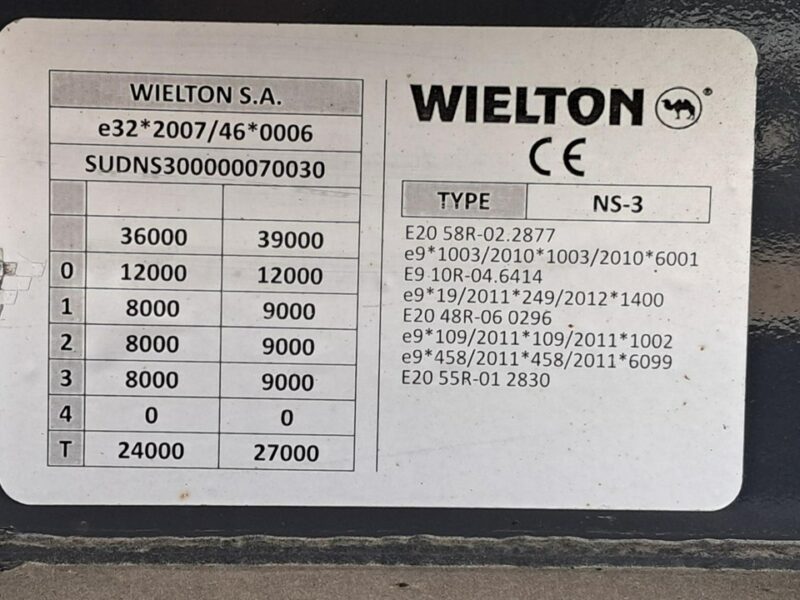 WIELTON S.A.
e32*2007/46*0006
SUDNS300000070030
36000 39000
0 12000 12000
1 8000 9000
2 8000 9000
3 8000 9000
4 0 0
T 24000 27000
WIELTON ®
CE
TYPE NS-3
E20 58R-02.2877
e9*1003/2010*1003/2010*6001
E9 10R-04.6414
e9*19/2011*249/2012*1400
E20 48R-06 0296
e9*109/2011*109/2011*1002
e9*458/2011*458/2011*6099
E20 55R-01 2830